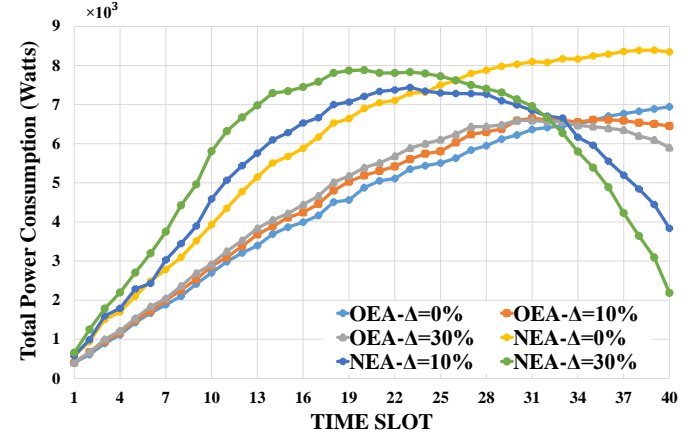 ×10³
9
8
7
6
5
4
3
2
1
0
Total Power Consumption (Watts)
OEA-Δ=0% OEA-Δ=10%
OEA-Δ=30% NEA-Δ=0%
NEA-Δ=10% NEA-Δ=30%
1 4 7 10 13 16 19 22 25 28 31 34 37 40
TIME SLOT